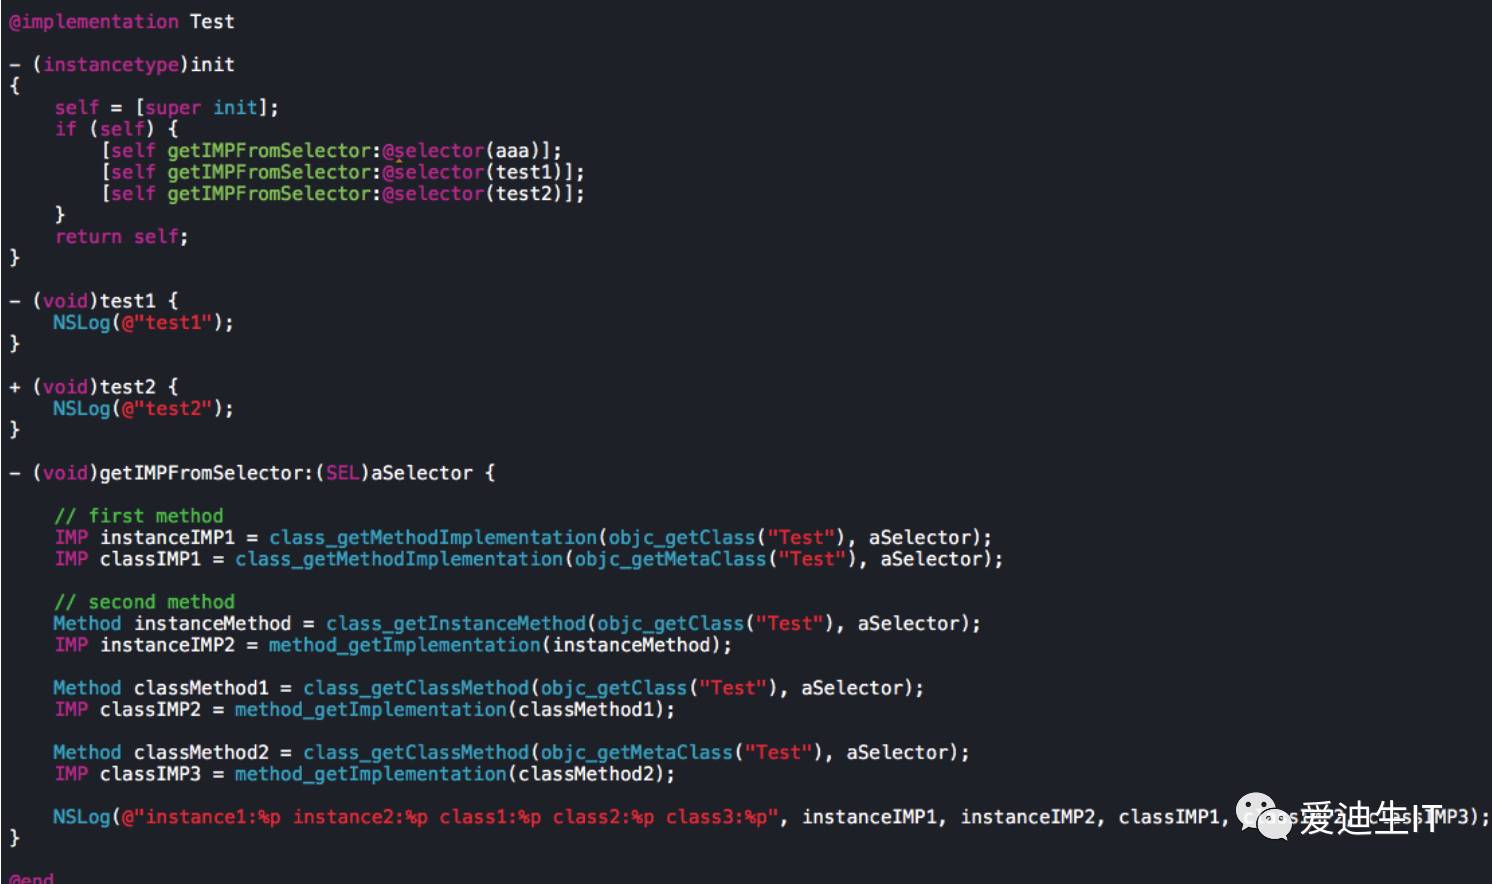 @implementation Test
- (instancetype)init
{
    self = [super init];
    if (self) {
        [self getIMPFromSelector:@selector(aaa)];
        [self getIMPFromSelector:@selector(test1)];
        [self getIMPFromSelector:@selector(test2)];
    }
    return self;
}
- (void)test1 {
    NSLog(@"test1");
}
+ (void)test2 {
    NSLog(@"test2");
}
- (void)getIMPFromSelector:(SEL)aSelector {
    // first method
    IMP instanceIMP1 = class_getMethodImplementation(objc_getClass("Test"), aSelector);
    IMP classIMP1 = class_getMethodImplementation(objc_getMetaClass("Test"), aSelector);
    // second method
    Method instanceMethod = class_getInstanceMethod(objc_getClass("Test"), aSelector);
    IMP instanceIMP2 = method_getImplementation(instanceMethod);
    Method classMethod1 = class_getClassMethod(objc_getClass("Test"), aSelector);
    IMP classIMP2 = method_getImplementation(classMethod1);
    Method classMethod2 = class_getClassMethod(objc_getMetaClass("Test"), aSelector);
    IMP classIMP3 = method_getImplementation(classMethod2);
    NSLog(@"instance1:%p instance2:%p class1:%p class2:%p class3:%p", instanceIMP1, instanceIMP2, classIMP1, classIMP2, classIMP3);
爱迪生IT
}
@end